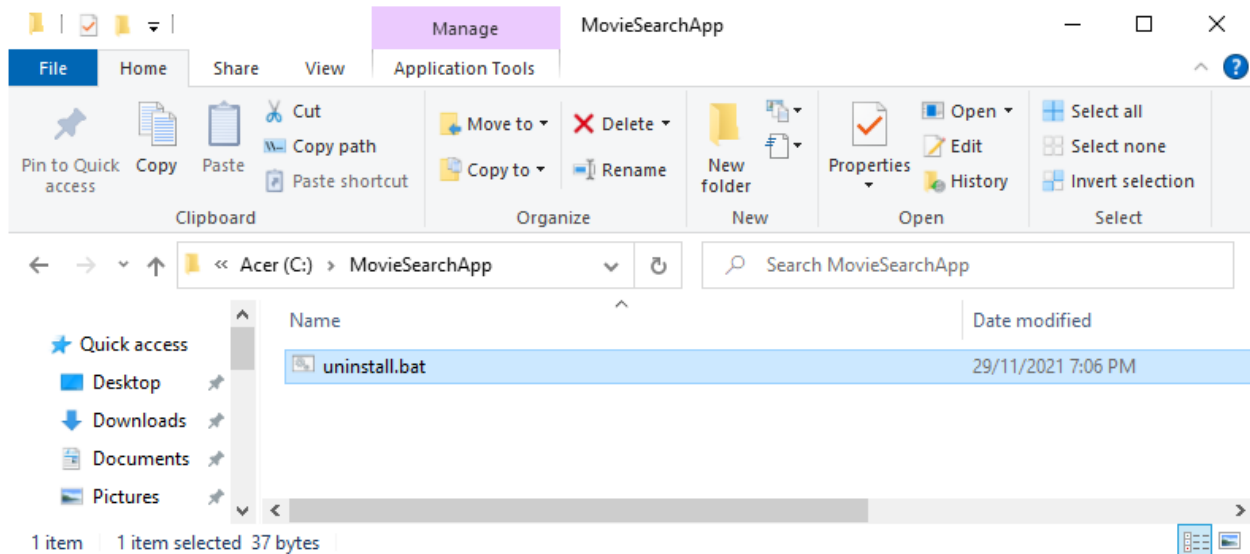 Manage
MovieSearchApp
File
Home
Share
View
Application Tools
Pin to Quick
access
Copy
Paste
Cut
Copy path
Paste shortcut
Clipboard
Move to
Copy to
Delete
Rename
Organize
New
folder
New
Properties
Open
Edit
History
Open
Select all
Select none
Invert selection
Select
« Acer (C:) › MovieSearchApp
Search MovieSearchApp
Name
Date modified
Quick access
Desktop
Downloads
Documents
Pictures
uninstall.bat
29/11/2021 7:06 PM
1 item
1 item selected 37 bytes